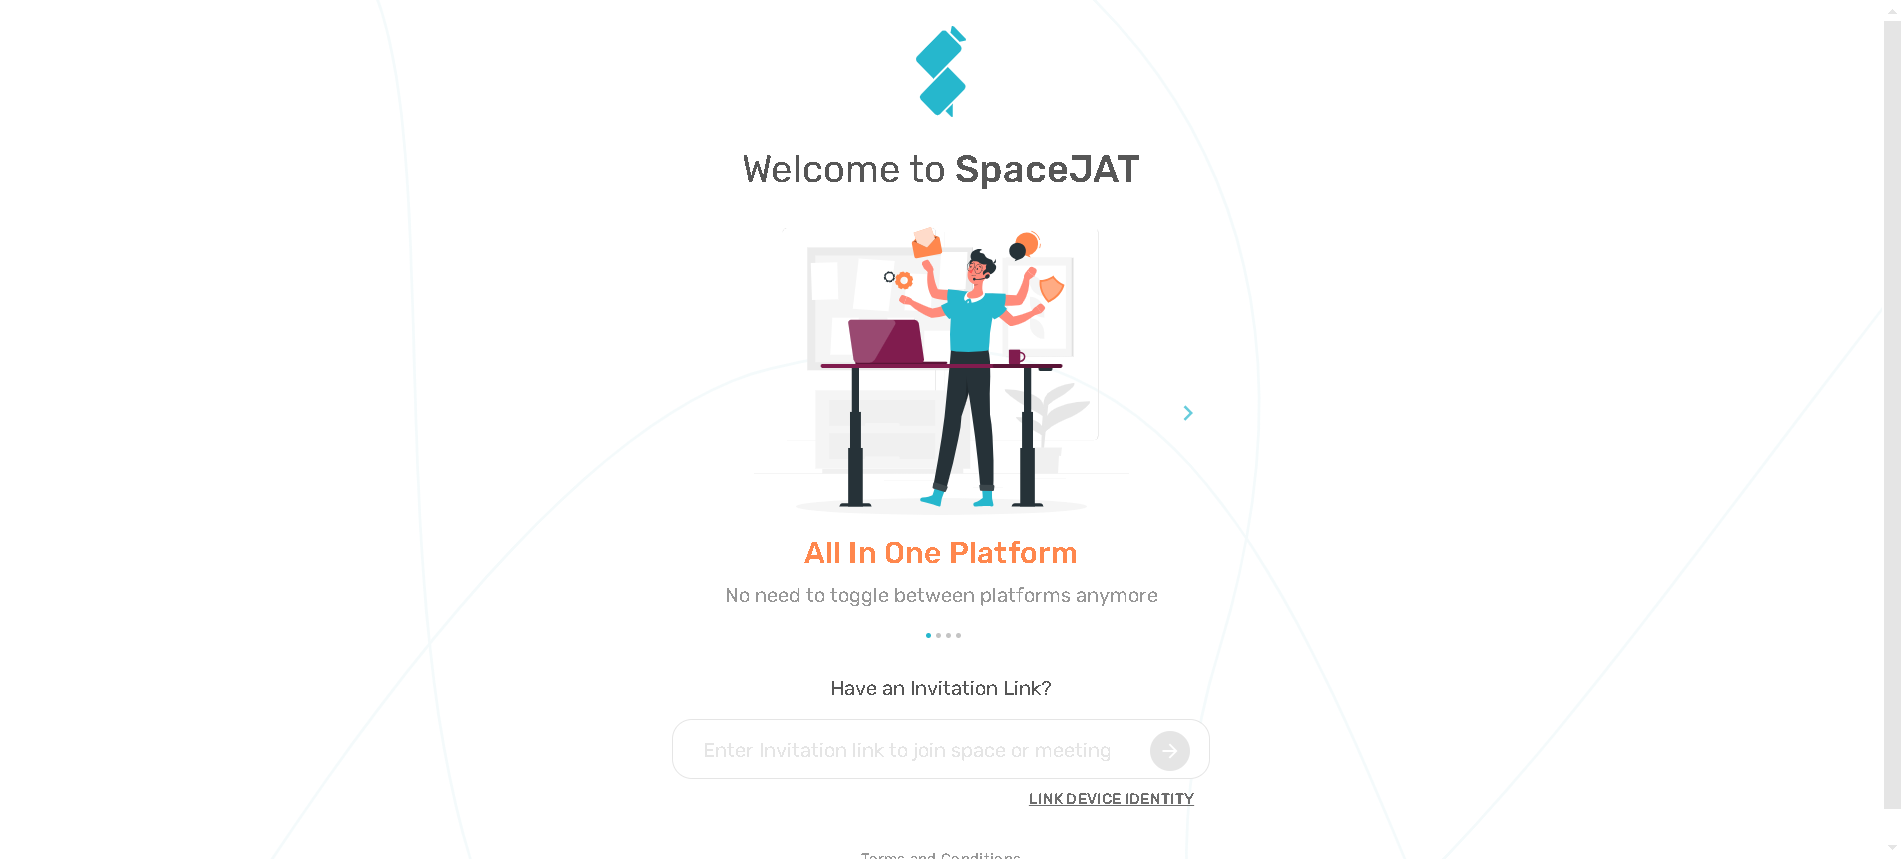 Welcome to SpaceJAT
All In One Platform
No need to toggle between platforms anymore
Have an Invitation Link?
Enter Invitation link to join space or meeting
LINK DEVICE IDENTITY
Terms and Conditions